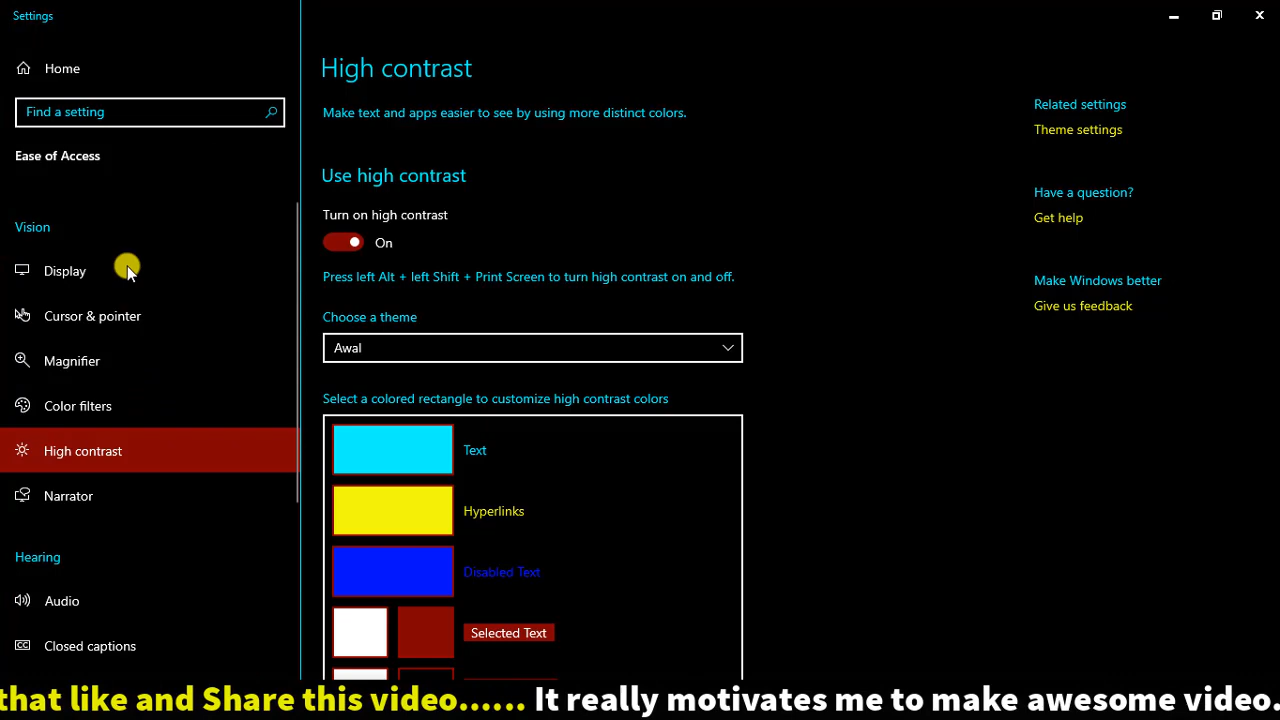 Settings
Home
Find a setting
Ease of Access
Vision
Display
Cursor & pointer
Magnifier
Color filters
High contrast
Narrator
Hearing
Audio
Closed captions
High contrast
Make text and apps easier to see by using more distinct colors.
Use high contrast
Turn on high contrast
On
Press left Alt + left Shift + Print Screen to turn high contrast on and off.
Choose a theme
Awal
Select a colored rectangle to customize high contrast colors
Text
Hyperlinks
Disabled Text
Selected Text
Related settings
Theme settings
Have a question?
Get help
Make Windows better
Give us feedback
that like and Share this video...... It really motivates me to make awesome video.